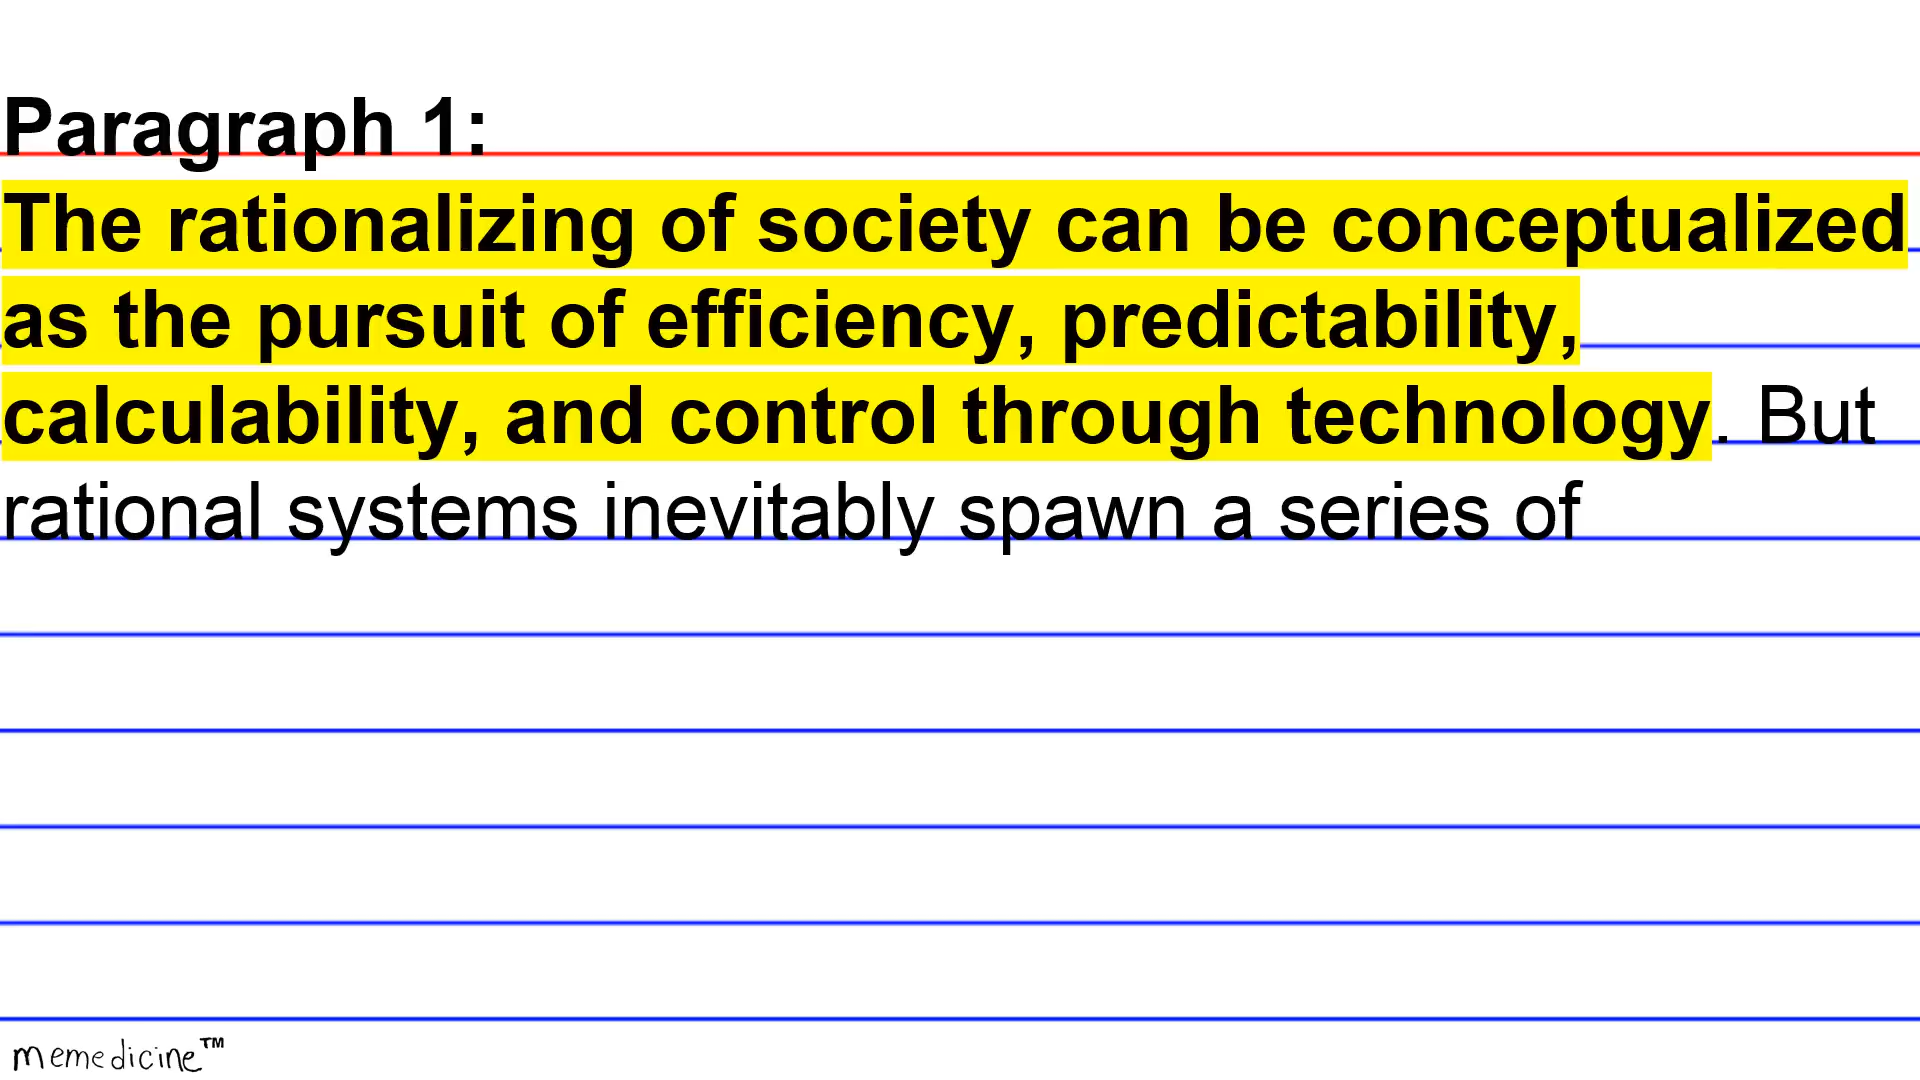 Paragraph 1:
The rationalizing of society can be conceptualized
as the pursuit of efficiency, predictability,
calculability, and control through technology. But
rational systems inevitably spawn a series of
memedicine™